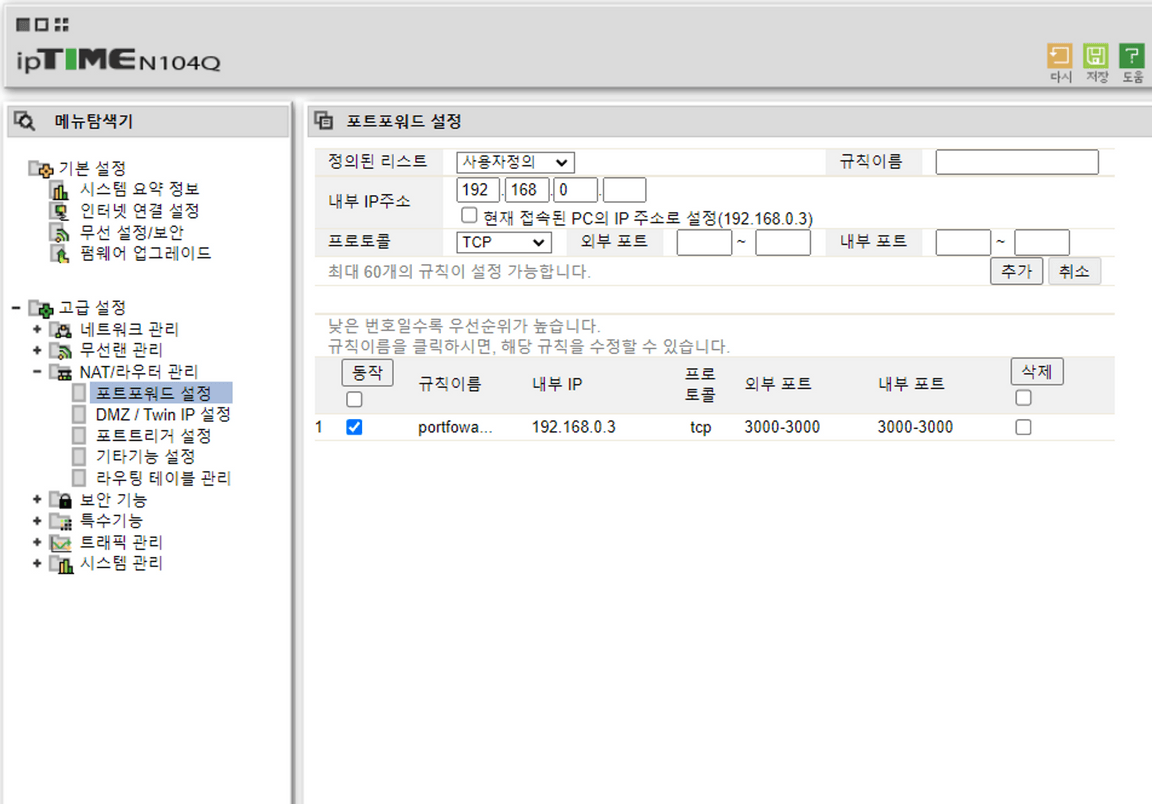 ipTIME N104Q
다시 저장 도움
메뉴탐색기
기본 설정
시스템 요약 정보
인터넷 연결 설정
무선 설정/보안
펌웨어 업그레이드
고급 설정
네트워크 관리
무선랜 관리
NAT/라우터 관리
포트포워드 설정
DMZ / Twin IP 설정
포트트리거 설정
기타기능 설정
라우팅 테이블 관리
보안 기능
특수기능
트래픽 관리
시스템 관리
포트포워드 설정
정의된 리스트 사용자정의 규칙이름
내부 IP주소 192 . 168 . 0 .
현재 접속된 PC의 IP 주소로 설정(192.168.0.3)
프로토콜 TCP 외부 포트 ~ 내부 포트 ~
최대 60개의 규칙이 설정 가능합니다. 추가 취소
낮은 번호일수록 우선순위가 높습니다.
규칙이름을 클릭하시면, 해당 규칙을 수정할 수 있습니다.
동작 규칙이름 내부 IP 프로토콜 외부 포트 내부 포트 삭제
1 portfowa... 192.168.0.3 tcp 3000-3000 3000-3000